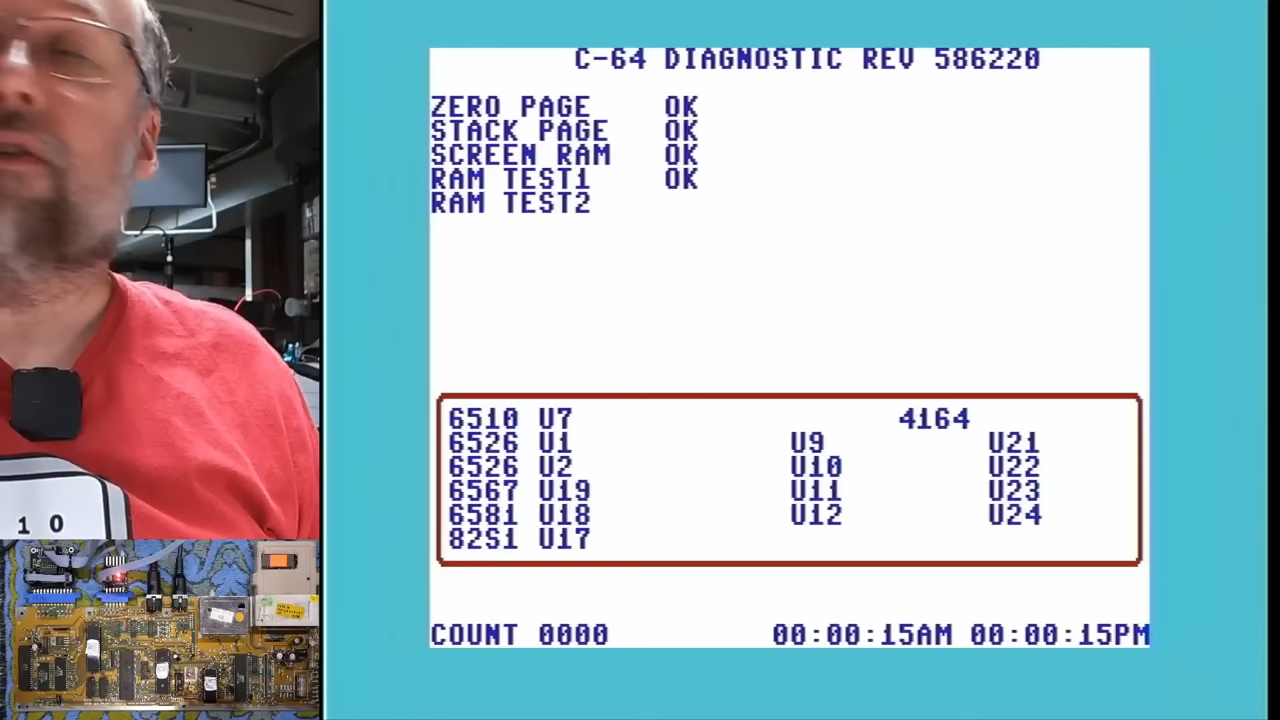 C-64 DIAGNOSTIC REV 586220
ZERO PAGE OK
STACK PAGE OK
SCREEN RAM OK
RAM TEST1 OK
RAM TEST2
6510 U7 4164
6526 U1 U9 U21
6526 U2 U10 U22
6567 U19 U11 U23
6581 U18 U12 U24
82S1 U17
COUNT 0000 00:00:15AM 00:00:15PM
1 0